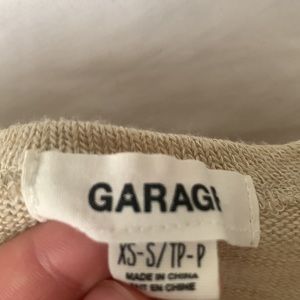 GARAG
XS-S/TP-P
MADE IN CHINA
EN CHINE